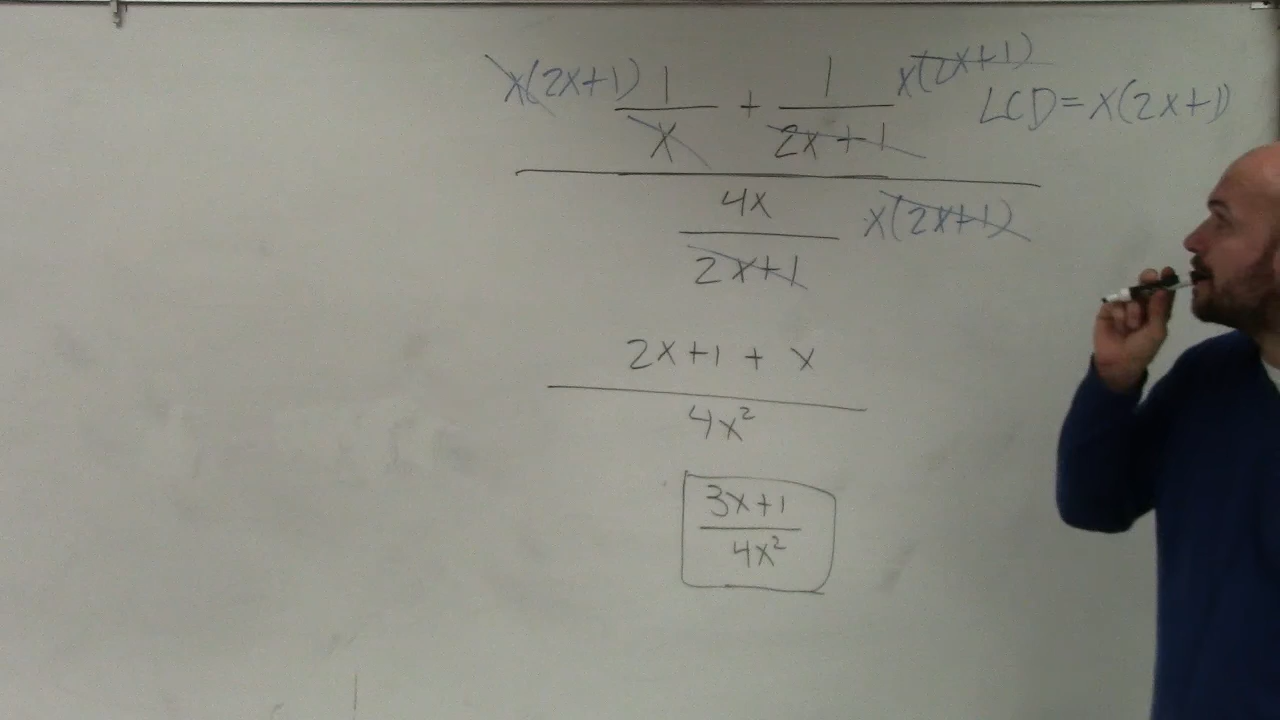 x(2x+1) 1/x + 1/2x+1 x(2x+1)
LCD = x(2x+1)
4x/2x+1 x(2x+1)
2x+1 + x
4x²
3x+1
4x²